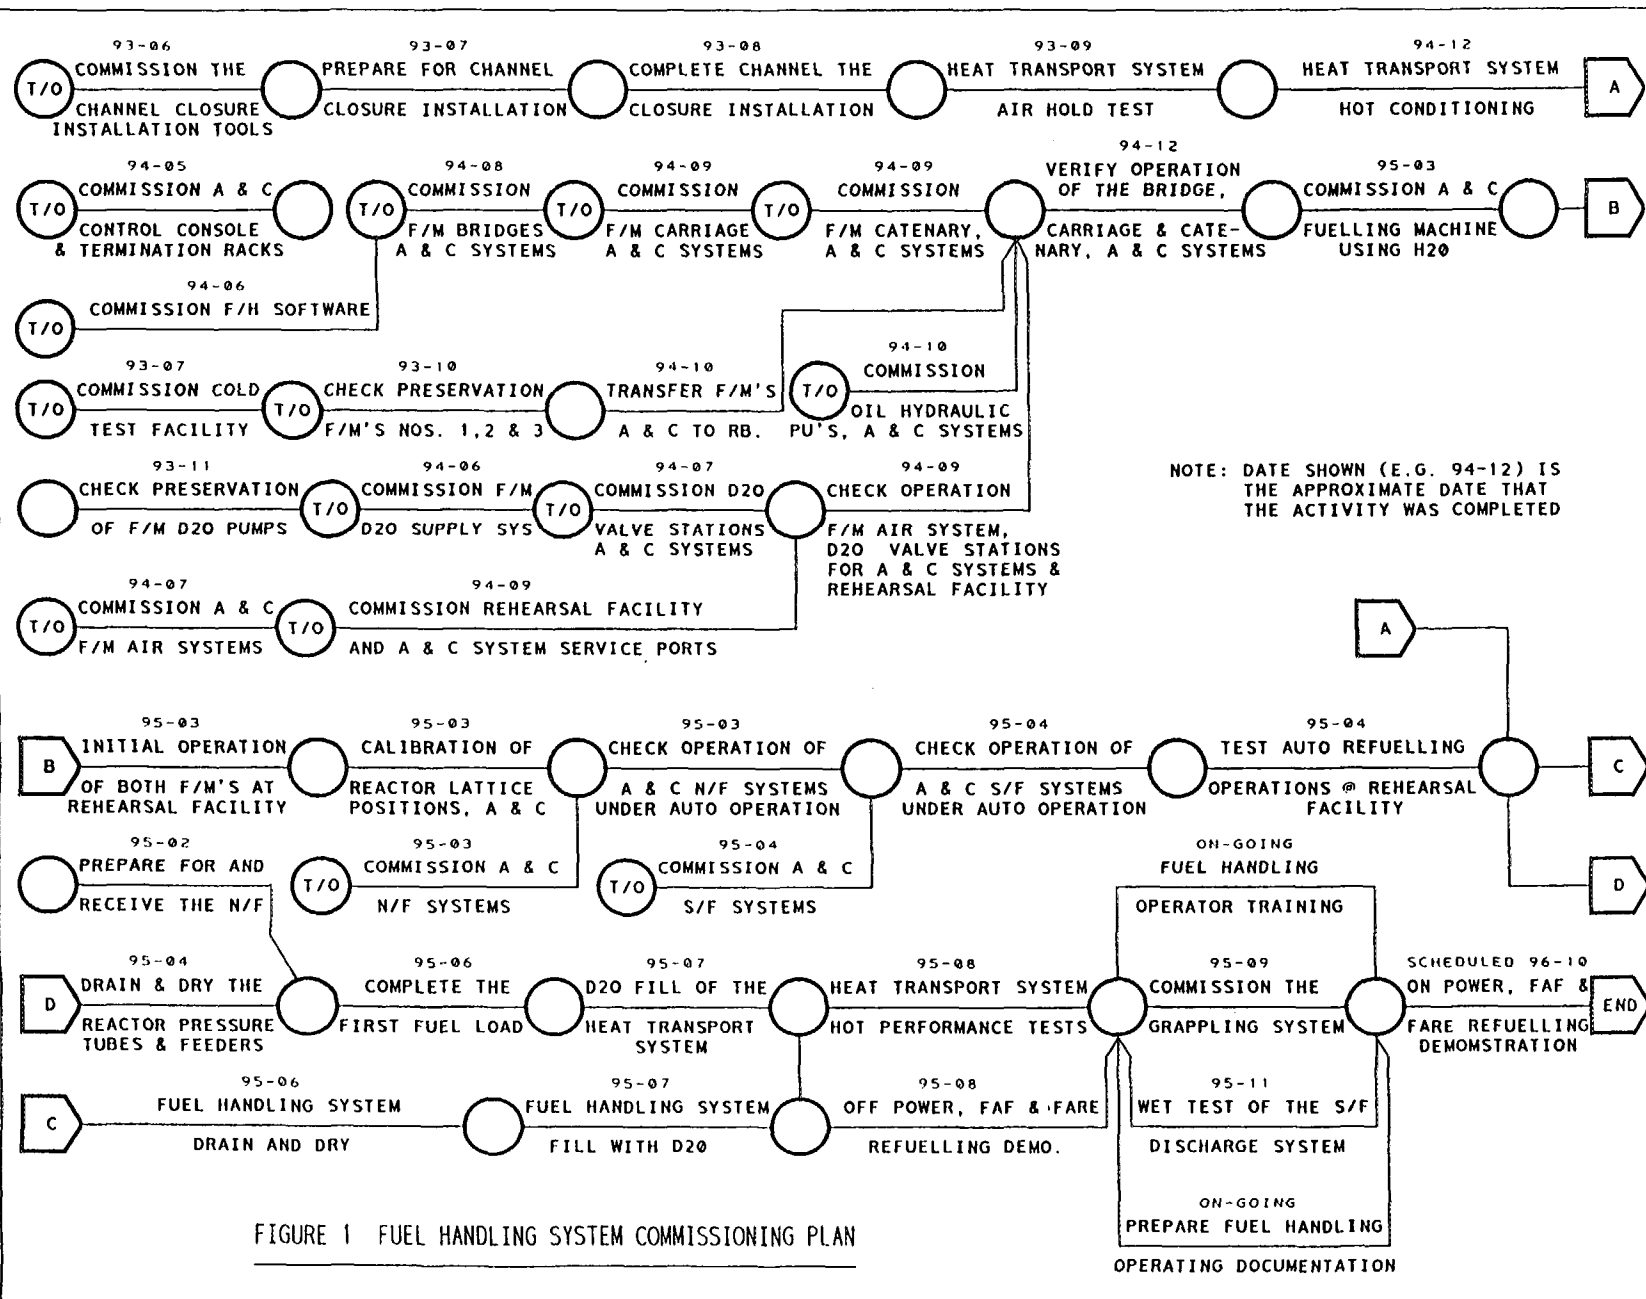 93-06
COMMISSION THE
CHANNEL CLOSURE
INSTALLATION TOOLS
T/O
93-07
PREPARE FOR CHANNEL
CLOSURE INSTALLATION
93-08
COMPLETE CHANNEL THE
CLOSURE INSTALLATION
93-09
HEAT TRANSPORT SYSTEM
AIR HOLD TEST
94-12
HEAT TRANSPORT SYSTEM
HOT CONDITIONING
A
94-05
COMMISSION A & C
T/O
CONTROL CONSOLE
& TERMINATION RACKS
94-08
COMMISSION
T/O
F/M BRIDGES
A & C SYSTEMS
94-09
COMMISSION
T/O
F/M CARRIAGE
A & C SYSTEMS
94-09
COMMISSION
T/O
F/M CATENARY,
A & C SYSTEMS
94-12
VERIFY OPERATION
OF THE BRIDGE,
CARRIAGE & CATE-
NARY, A & C SYSTEMS
95-03
COMMISSION A & C
FUELLING MACHINE
USING H20
B
94-06
COMMISSION F/H SOFTWARE
T/O
93-07
COMMISSION COLD
T/O
TEST FACILITY
93-10
CHECK PRESERVATION
T/O
F/M'S NOS. 1,2 & 3
94-10
TRANSFER F/M'S
A & C TO RB.
94-10
COMMISSION
T/O
OIL HYDRAULIC
PU'S, A & C SYSTEMS
93-11
CHECK PRESERVATION
OF F/M D20 PUMPS
94-06
COMMISSION F/M
T/O
D20 SUPPLY SYS
94-07
COMMISSION D20
T/O
VALVE STATIONS
A & C SYSTEMS
94-09
CHECK OPERATION
F/M AIR SYSTEM,
D20 VALVE STATIONS
FOR A & C SYSTEMS &
REHEARSAL FACILITY
NOTE: DATE SHOWN (E.G. 94-12) IS
THE APPROXIMATE DATE THAT
THE ACTIVITY WAS COMPLETED
94-07
COMMISSION A & C
T/O
F/M AIR SYSTEMS
94-09
COMMISSION REHEARSAL FACILITY
T/O
AND A & C SYSTEM SERVICE PORTS
A
95-03
INITIAL OPERATION
B
OF BOTH F/M'S AT
REHEARSAL FACILITY
95-03
CALIBRATION OF
REACTOR LATTICE
POSITIONS, A & C
95-03
CHECK OPERATION OF
A & C N/F SYSTEMS
UNDER AUTO OPERATION
95-04
CHECK OPERATION OF
A & C S/F SYSTEMS
UNDER AUTO OPERATION
95-04
TEST AUTO REFUELLING
OPERATIONS @ REHEARSAL
FACILITY
C
95-02
PREPARE FOR AND
RECEIVE THE N/F
95-03
COMMISSION A & C
T/O
N/F SYSTEMS
95-04
COMMISSION A & C
T/O
S/F SYSTEMS
ON-GOING
FUEL HANDLING
OPERATOR TRAINING
D
95-04
DRAIN & DRY THE
D
REACTOR PRESSURE
TUBES & FEEDERS
95-06
COMPLETE THE
FIRST FUEL LOAD
95-07
D20 FILL OF THE
HEAT TRANSPORT
SYSTEM
95-08
HEAT TRANSPORT SYSTEM
HOT PERFORMANCE TESTS
95-09
COMMISSION THE
GRAPPLING SYSTEM
SCHEDULED 96-10
ON POWER, FAF &
FARE REFUELLING
DEMOMSTRATION
END
95-06
FUEL HANDLING SYSTEM
C
DRAIN AND DRY
95-07
FUEL HANDLING SYSTEM
FILL WITH D20
95-08
OFF POWER, FAF & FARE
REFUELLING DEMO.
95-11
WET TEST OF THE S/F
DISCHARGE SYSTEM
ON-GOING
PREPARE FUEL HANDLING
OPERATING DOCUMENTATION
FIGURE 1 FUEL HANDLING SYSTEM COMMISSIONING PLAN